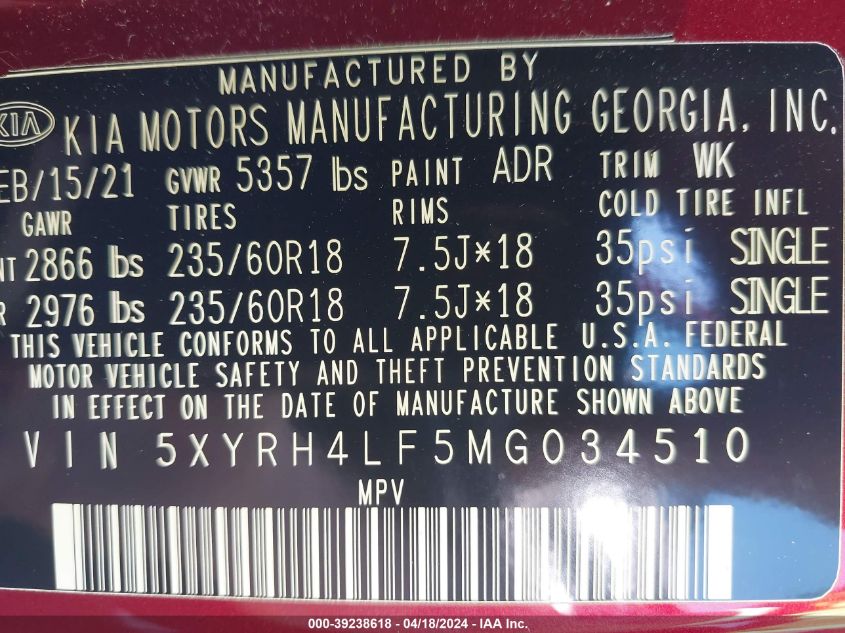 MANUFACTURED BY
KIA KIA MOTORS MANUFACTURING GEORGIA, INC.
EB/15/21 GVWR 5357 lbs PAINT ADR TRIM WK
GAWR TIRES RIMS COLD TIRE INFL
NT 2866 lbs 235/60R18 7.5J*18 35psi SINGLE
R 2976 lbs 235/60R18 7.5J*18 35psi SINGLE
THIS VEHICLE CONFORMS TO ALL APPLICABLE U.S.A. FEDERAL
MOTOR VEHICLE SAFETY AND THEFT PREVENTION STANDARDS
IN EFFECT ON THE DATE OF MANUFACTURE SHOWN ABOVE
VIN 5XYRH4LF5MG034510
MPV
000-39238618 - 04/18/2024 - IAA Inc.